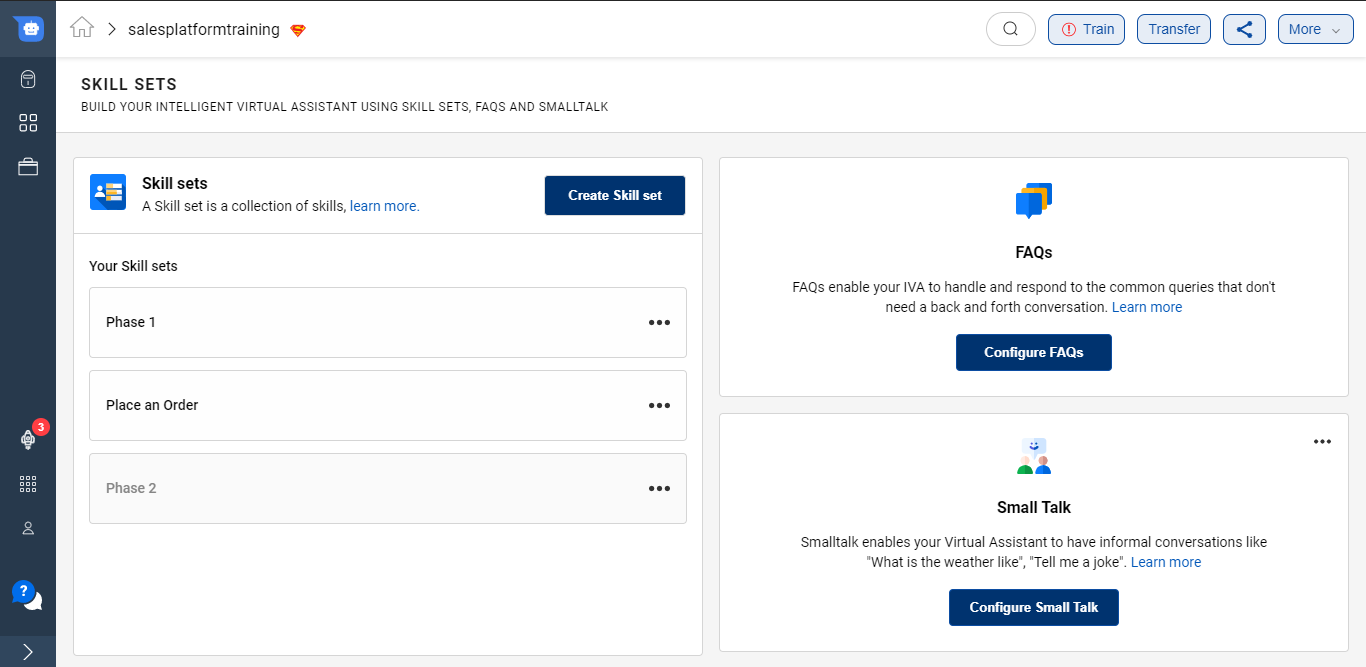 salesplatformtraining
Train
Transfer
More
SKILL SETS
BUILD YOUR INTELLIGENT VIRTUAL ASSISTANT USING SKILL SETS, FAQS AND SMALLTALK
Skill sets
A Skill set is a collection of skills, learn more.
Create Skill set
Your Skill sets
Phase 1
Place an Order
Phase 2
FAQs
FAQs enable your IVA to handle and respond to the common queries that don't
need a back and forth conversation. Learn more
Configure FAQs
Small Talk
Smalltalk enables your Virtual Assistant to have informal conversations like
"What is the weather like", "Tell me a joke". Learn more
Configure Small Talk
3
?